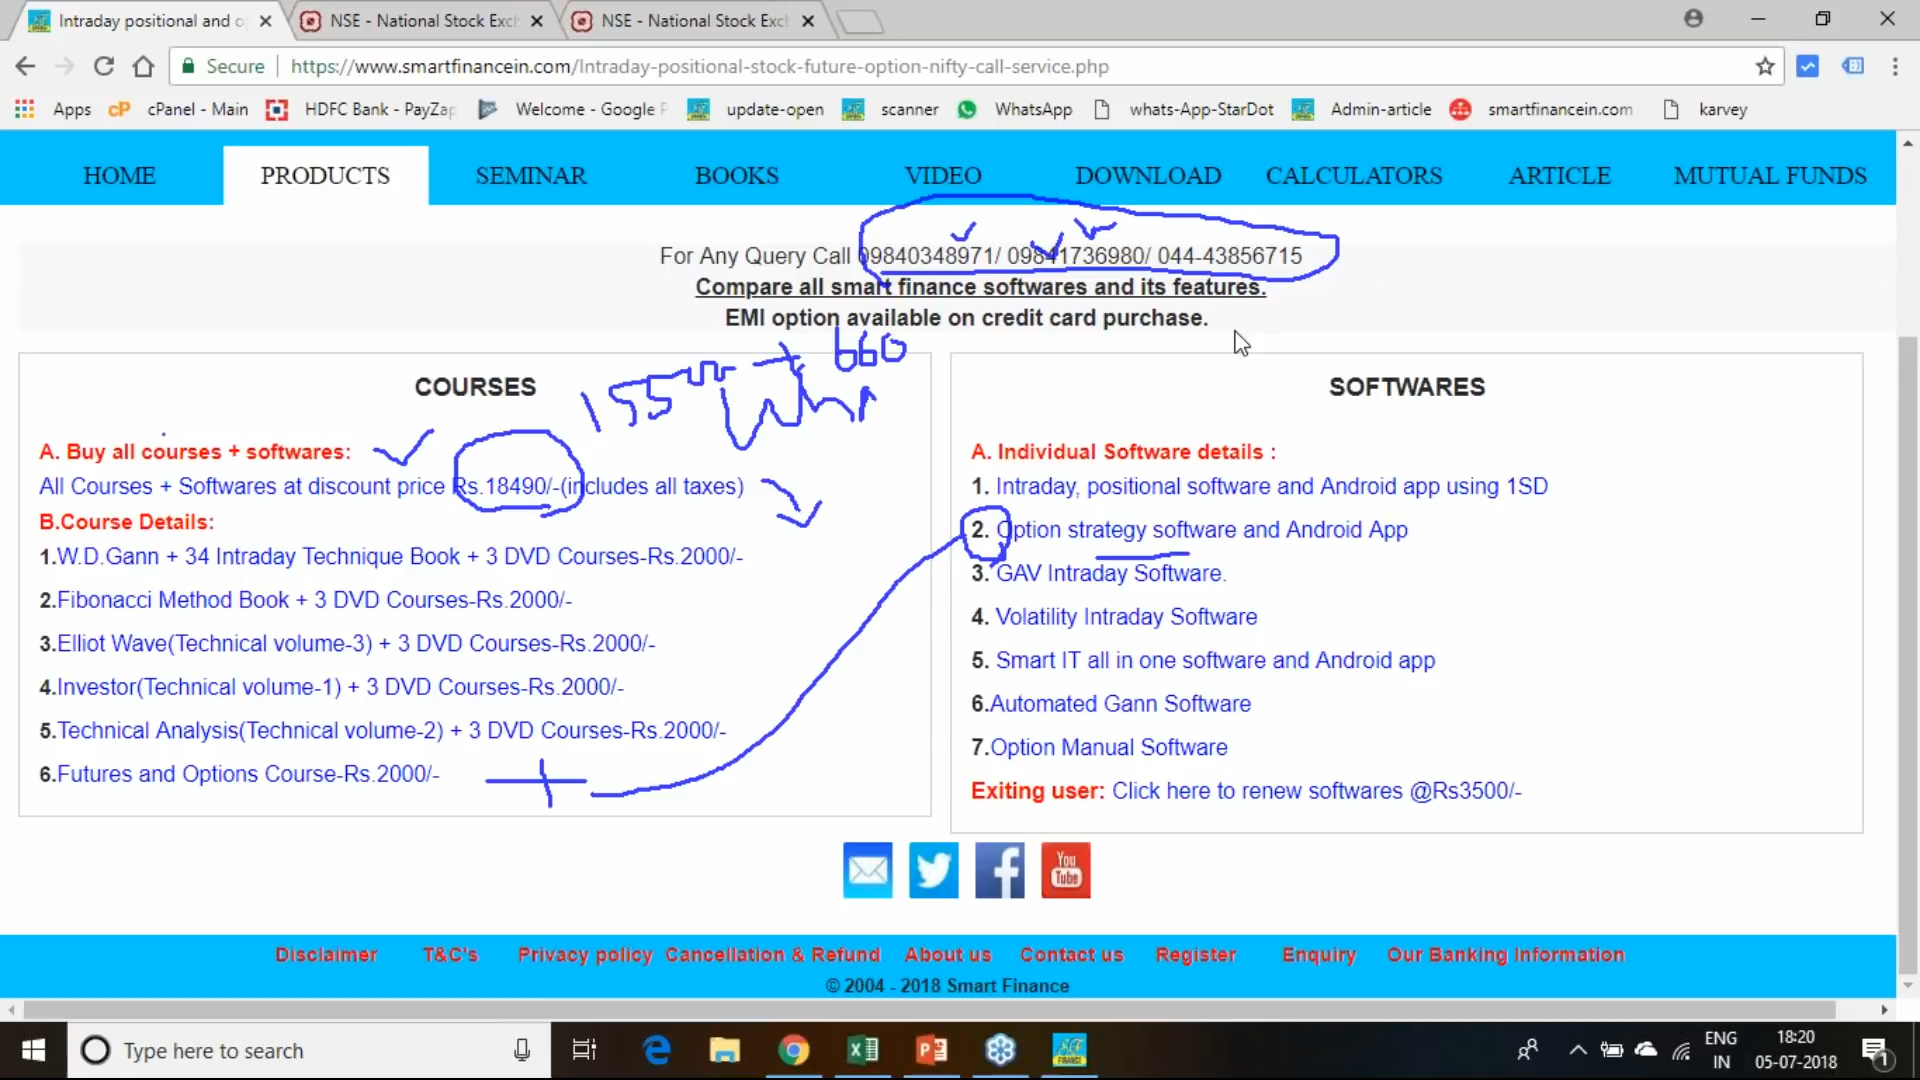 Intraday positional and o
NSE - National Stock Exc
NSE - National Stock Exc
Secure
https://www.smartfinancein.com/Intraday-positional-stock-future-option-nifty-call-service.php
Apps
cPanel - Main
HDFC Bank - PayZap
Welcome - Google
update-open
scanner
WhatsApp
whats-App-StarDot
Admin-article
smartfinancein.com
karvey
HOME
PRODUCTS
SEMINAR
BOOKS
VIDEO
DOWNLOAD
CALCULATORS
ARTICLE
MUTUAL FUNDS
For Any Query Call 09840348971/ 09841736980/ 044-43856715
Compare all smart finance softwares and its features.
EMI option available on credit card purchase.
660
COURSES
A. Buy all courses + softwares:
All Courses + Softwares at discount price Rs.18490/-(includes all taxes)
B.Course Details:
1.W.D.Gann + 34 Intraday Technique Book + 3 DVD Courses-Rs.2000/-
2.Fibonacci Method Book + 3 DVD Courses-Rs.2000/-
3.Elliot Wave(Technical volume-3) + 3 DVD Courses-Rs.2000/-
4.Investor(Technical volume-1) + 3 DVD Courses-Rs.2000/-
5.Technical Analysis(Technical volume-2) + 3 DVD Courses-Rs.2000/-
6.Futures and Options Course-Rs.2000/-
SOFTWARES
A. Individual Software details :
1. Intraday, positional software and Android app using 1SD
2. Option strategy software and Android App
3. GAV Intraday Software.
4. Volatility Intraday Software
5. Smart IT all in one software and Android app
6.Automated Gann Software
7.Option Manual Software
Exiting user: Click here to renew softwares @Rs3500/-
You
Tube
Disclaimer
T&C's
Privacy policy
Cancellation & Refund
About us
Contact us
Register
Enquiry
Our Banking Information
© 2004 - 2018 Smart Finance
Type here to search
ENG
IN
18:20
05-07-2018
1